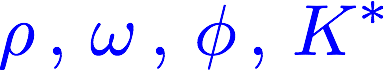 ρ , ω , ϕ , K*